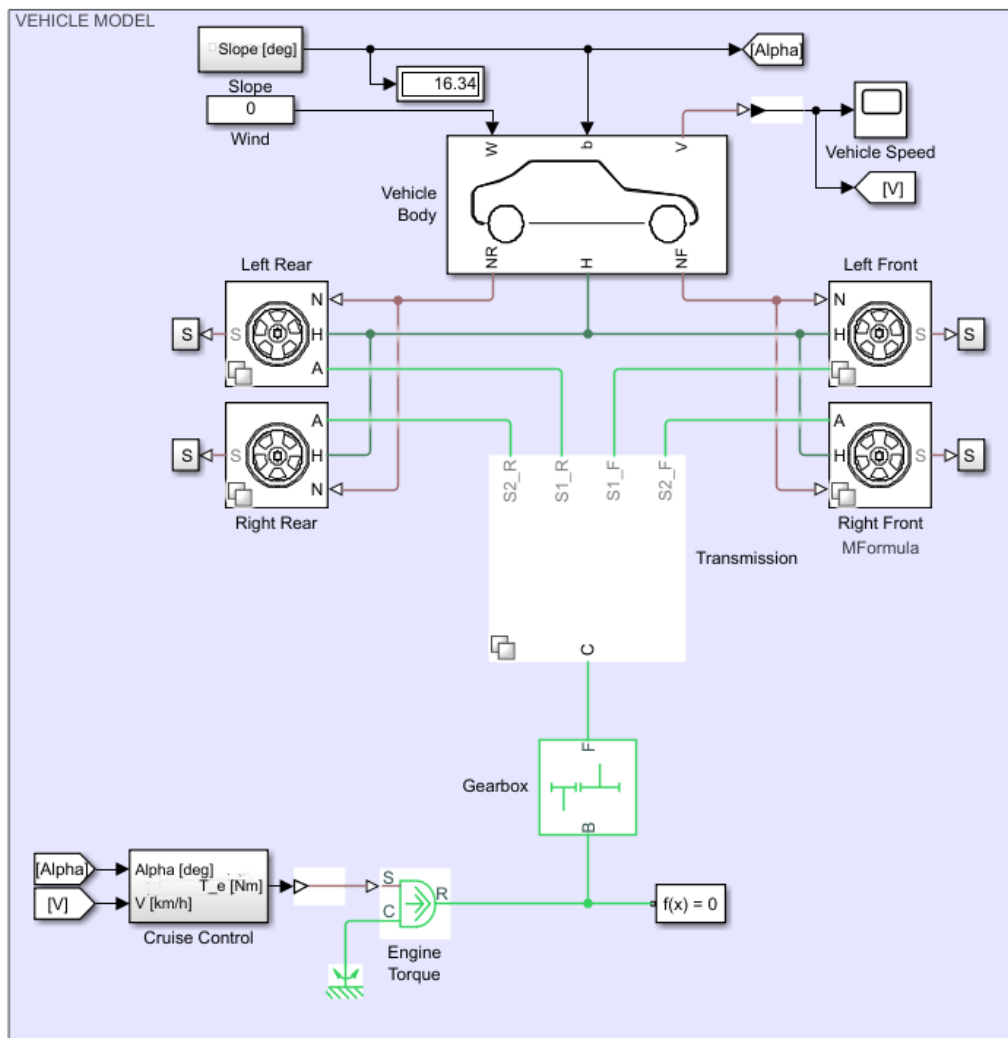 VEHICLE MODEL
Slope [deg]
[Alpha]
16.34
Slope
0
Wind
W
b
V
Vehicle Speed
[V]
Vehicle
Body
NR
H
NF
Left Rear
Left Front
N
N
S
S
H
H
S
S
A
A
A
S
S
H
H
S
S
N
Right Rear
Right Front
MFormula
S2_R
S1_R
S1_F
S2_F
Transmission
C
F
Gearbox
B
[Alpha]
Alpha [deg]
T_e [Nm]
[V]
V [km/h]
Cruise Control
S
R
C
f(x) = 0
Engine
Torque